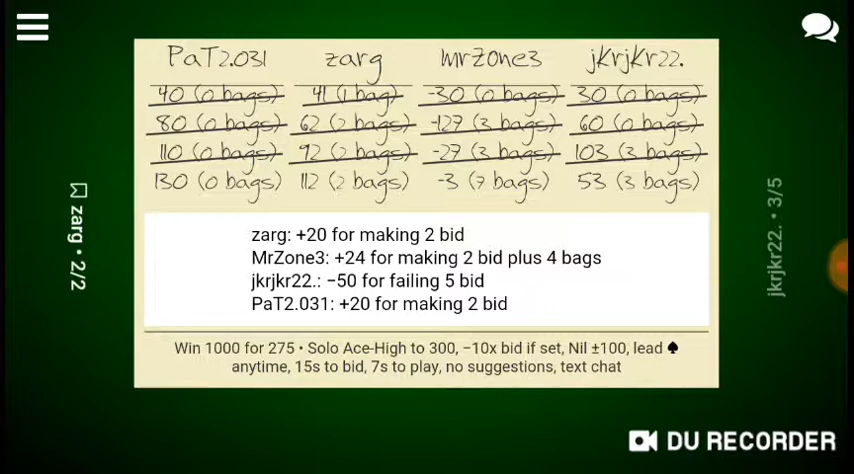 PaT2.031 zarg MrZone3 jkrjkr22.
40 (0 bags) 41 (1 bag) -30 (0 bags) 30 (0 bags)
80 (0 bags) 62 (2 bags) -127 (3 bags) 60 (0 bags)
110 (0 bags) 92 (2 bags) -27 (3 bags) 103 (3 bags)
130 (0 bags) 112 (2 bags) -3 (7 bags) 53 (3 bags)
zarg • 2/2
zarg: +20 for making 2 bid
MrZone3: +24 for making 2 bid plus 4 bags
jkrjkr22.: −50 for failing 5 bid
PaT2.031: +20 for making 2 bid
jkrjkr22. • 3/5
Win 1000 for 275 • Solo Ace-High to 300, −10x bid if set, Nil ±100, lead ♠
anytime, 15s to bid, 7s to play, no suggestions, text chat
DU RECORDER